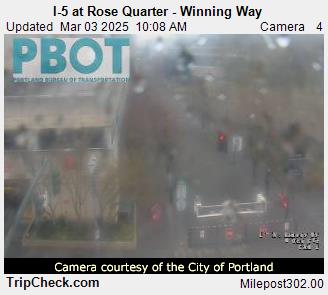 I-5 at Rose Quarter - Winning Way
Updated  Mar 03 2025  10:08 AM  Camera  4
PBOT
PORTLAND BUREAU OF TRANSPORTATION
Camera courtesy of the City of Portland
TripCheck.com  Milepost302.00